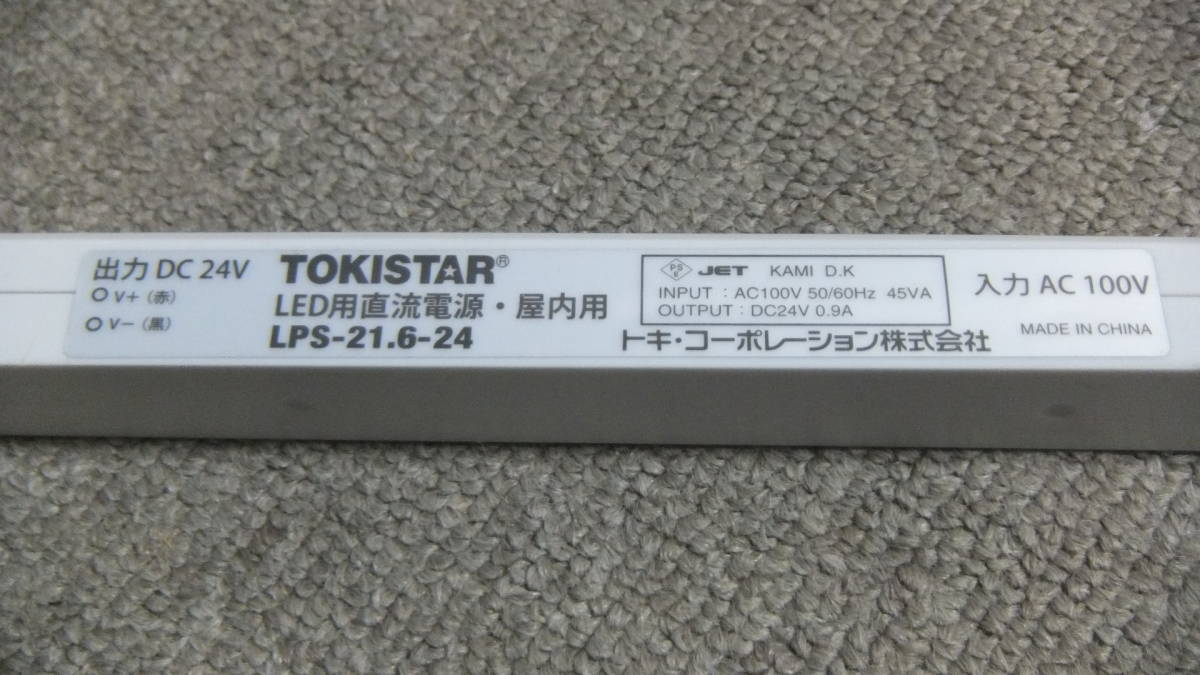 出力 DC 24V
V+ (赤)
V− (黒)
TOKISTAR®
LED用直流電源・屋内用
LPS-21.6-24
PS E JET KAMI D.K
INPUT : AC100V 50/60Hz 45VA
OUTPUT : DC24V 0.9A
トキ・コーポレーション株式会社
入力 AC 100V
MADE IN CHINA